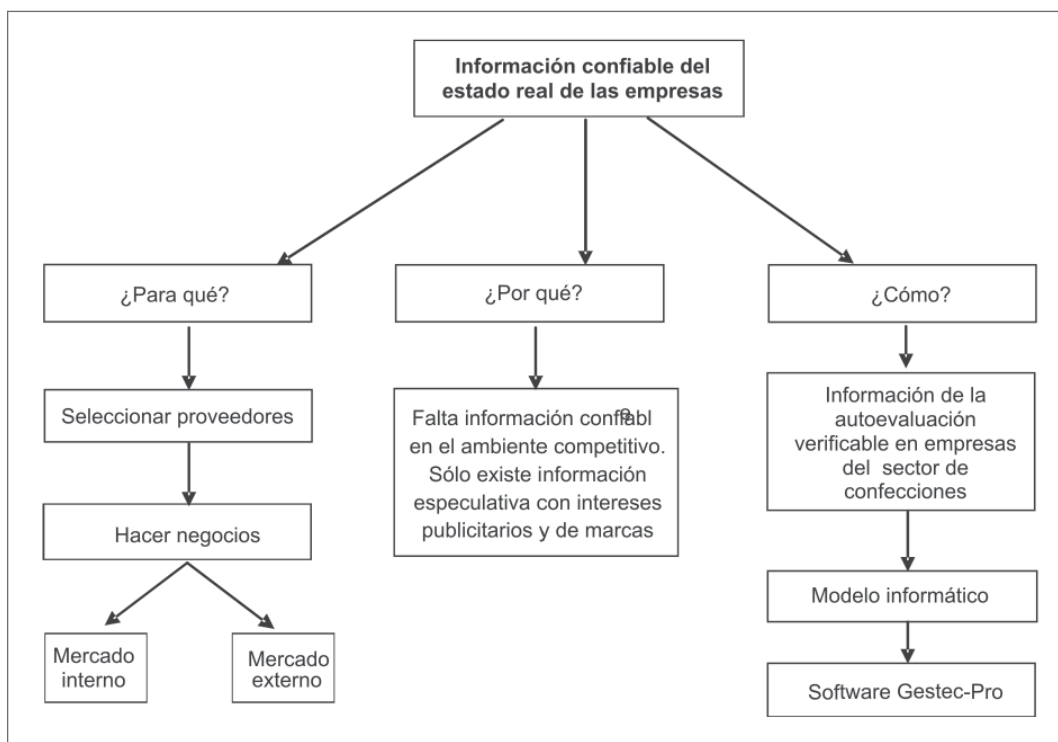 Información confiable del
estado real de las empresas
¿Para qué?
¿Por qué?
¿Cómo?
Seleccionar proveedores
Hacer negocios
Mercado
interno
Mercado
externo
Falta información confiable
en el ambiente competitivo.
Sólo existe información
especulativa con intereses
publicitarios y de marcas
Información de la
autoevaluación
verificable en empresas
del sector de
confecciones
Modelo informático
Software Gestec-Pro